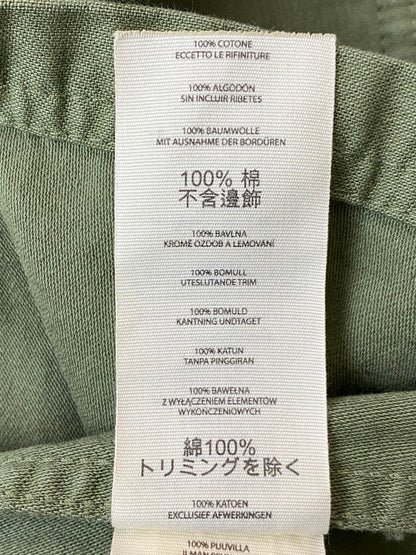 100% COTONE
ECCETTO LE RIFINITURE
100% ALGODÓN
SIN INCLUIR RIBETES
100% BAUMWOLLE
MIT AUSNAHME DER BORDÜREN
100% 棉
不含邊飾
100% BAVLNA
KROMĚ OZDOB A LEMOVÁNÍ
100% BOMULL
UTESLUTANDE TRIM
100% BOMULD
KANTNING UNDTAGET
100% KATUN
TANPA PINGGIRAN
100% BAWEŁNA
Z WYŁĄCZENIEM ELEMENTÓW
WYKOŃCZENIOWYCH
綿100%
トリミングを除く
100% KATOEN
EXCLUSIEF AFWERKINGEN
100% PUUVILLA
ILMAN